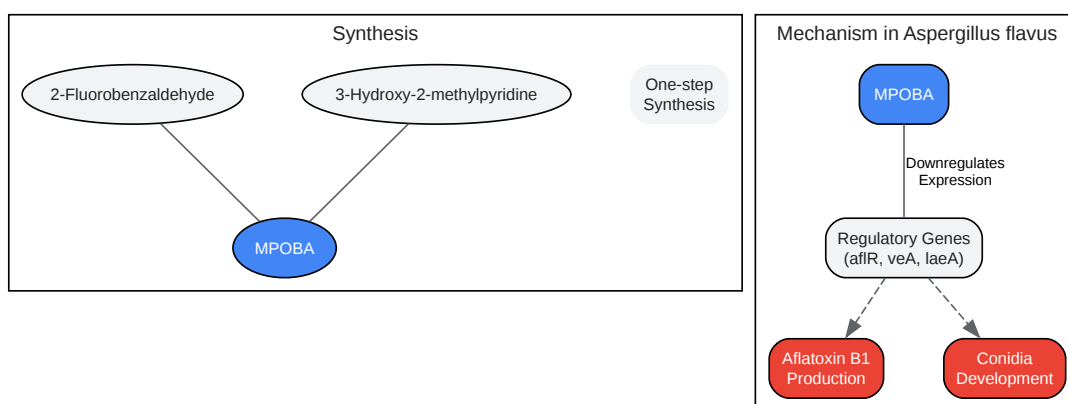 Synthesis
2-Fluorobenzaldehyde
3-Hydroxy-2-methylpyridine
One-step
Synthesis
MPOBA
Mechanism in Aspergillus flavus
MPOBA
Downregulates
Expression
Regulatory Genes
(aflR, veA, laeA)
Aflatoxin B1
Production
Conidia
Development